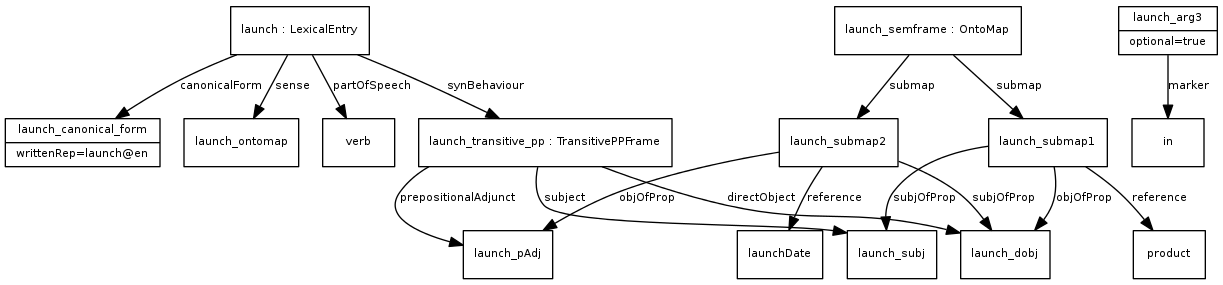 launch : LexicalEntry
launch_semframe : OntoMap
launch_arg3
optional=true
canonicalForm
sense
partOfSpeech
synBehaviour
submap
submap
marker
launch_canonical_form
writtenRep=launch@en
launch_ontomap
verb
launch_transitive_pp : TransitivePPFrame
launch_submap2
launch_submap1
in
prepositionalAdjunct
subject
objOfProp
directObject
reference
subjOfProp
subjOfProp
objOfProp
reference
launch_pAdj
launchDate
launch_subj
launch_dobj
product